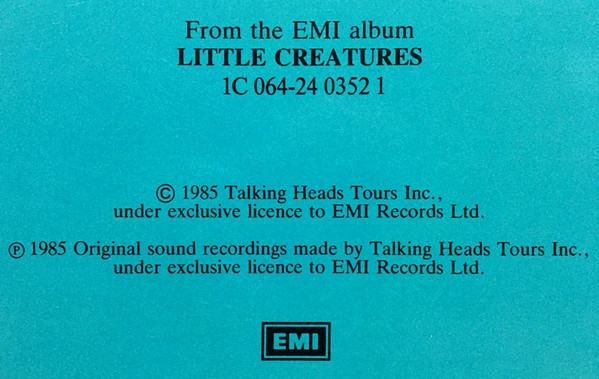 From the EMI album
LITTLE CREATURES
1C 064-24 0352 1
© 1985 Talking Heads Tours Inc.,
under exclusive licence to EMI Records Ltd.
℗ 1985 Original sound recordings made by Talking Heads Tours Inc.,
under exclusive licence to EMI Records Ltd.
EMI